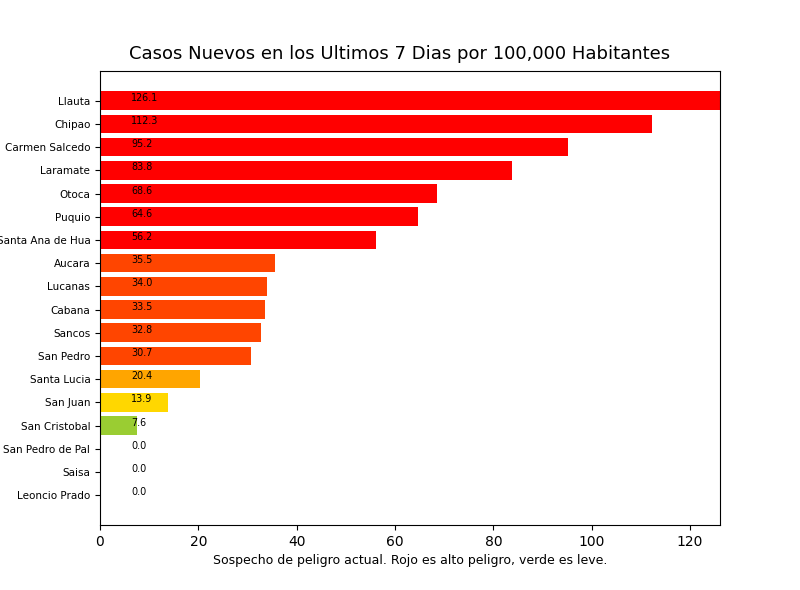 Casos Nuevos en los Ultimos 7 Dias por 100,000 Habitantes
Llauta 126.1
Chipao 112.3
Carmen Salcedo 95.2
Laramate 83.8
Otoca 68.6
Puquio 64.6
Santa Ana de Hua 56.2
Aucara 35.5
Lucanas 34.0
Cabana 33.5
Sancos 32.8
San Pedro 30.7
Santa Lucia 20.4
San Juan 13.9
San Cristobal 7.6
San Pedro de Pal 0.0
Saisa 0.0
Leoncio Prado 0.0
0 20 40 60 80 100 120
Sospecho de peligro actual. Rojo es alto peligro, verde es leve.